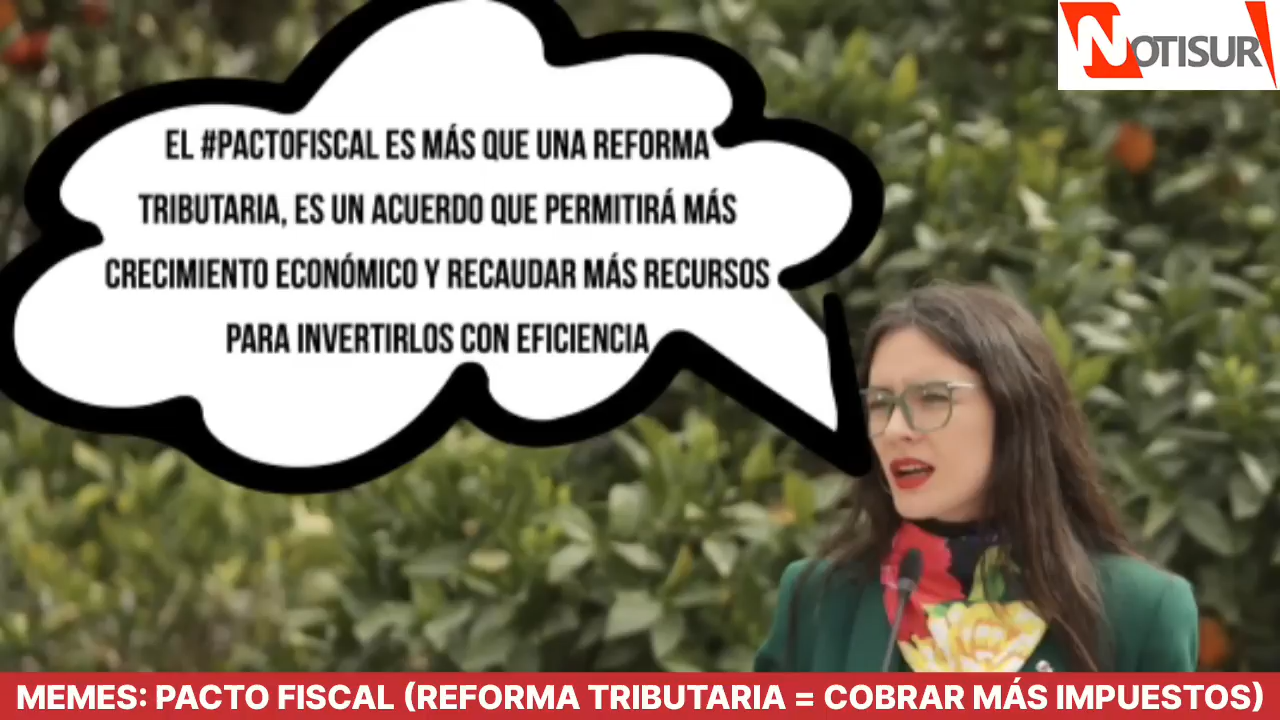 NOTISUR
EL #PACTOFISCAL ES MÁS QUE UNA REFORMA
TRIBUTARIA, ES UN ACUERDO QUE PERMITIRÁ MÁS
CRECIMIENTO ECONÓMICO Y RECAUDAR MÁS RECURSOS
PARA INVERTIRLOS CON EFICIENCIA
MEMES: PACTO FISCAL (REFORMA TRIBUTARIA = COBRAR MÁS IMPUESTOS)